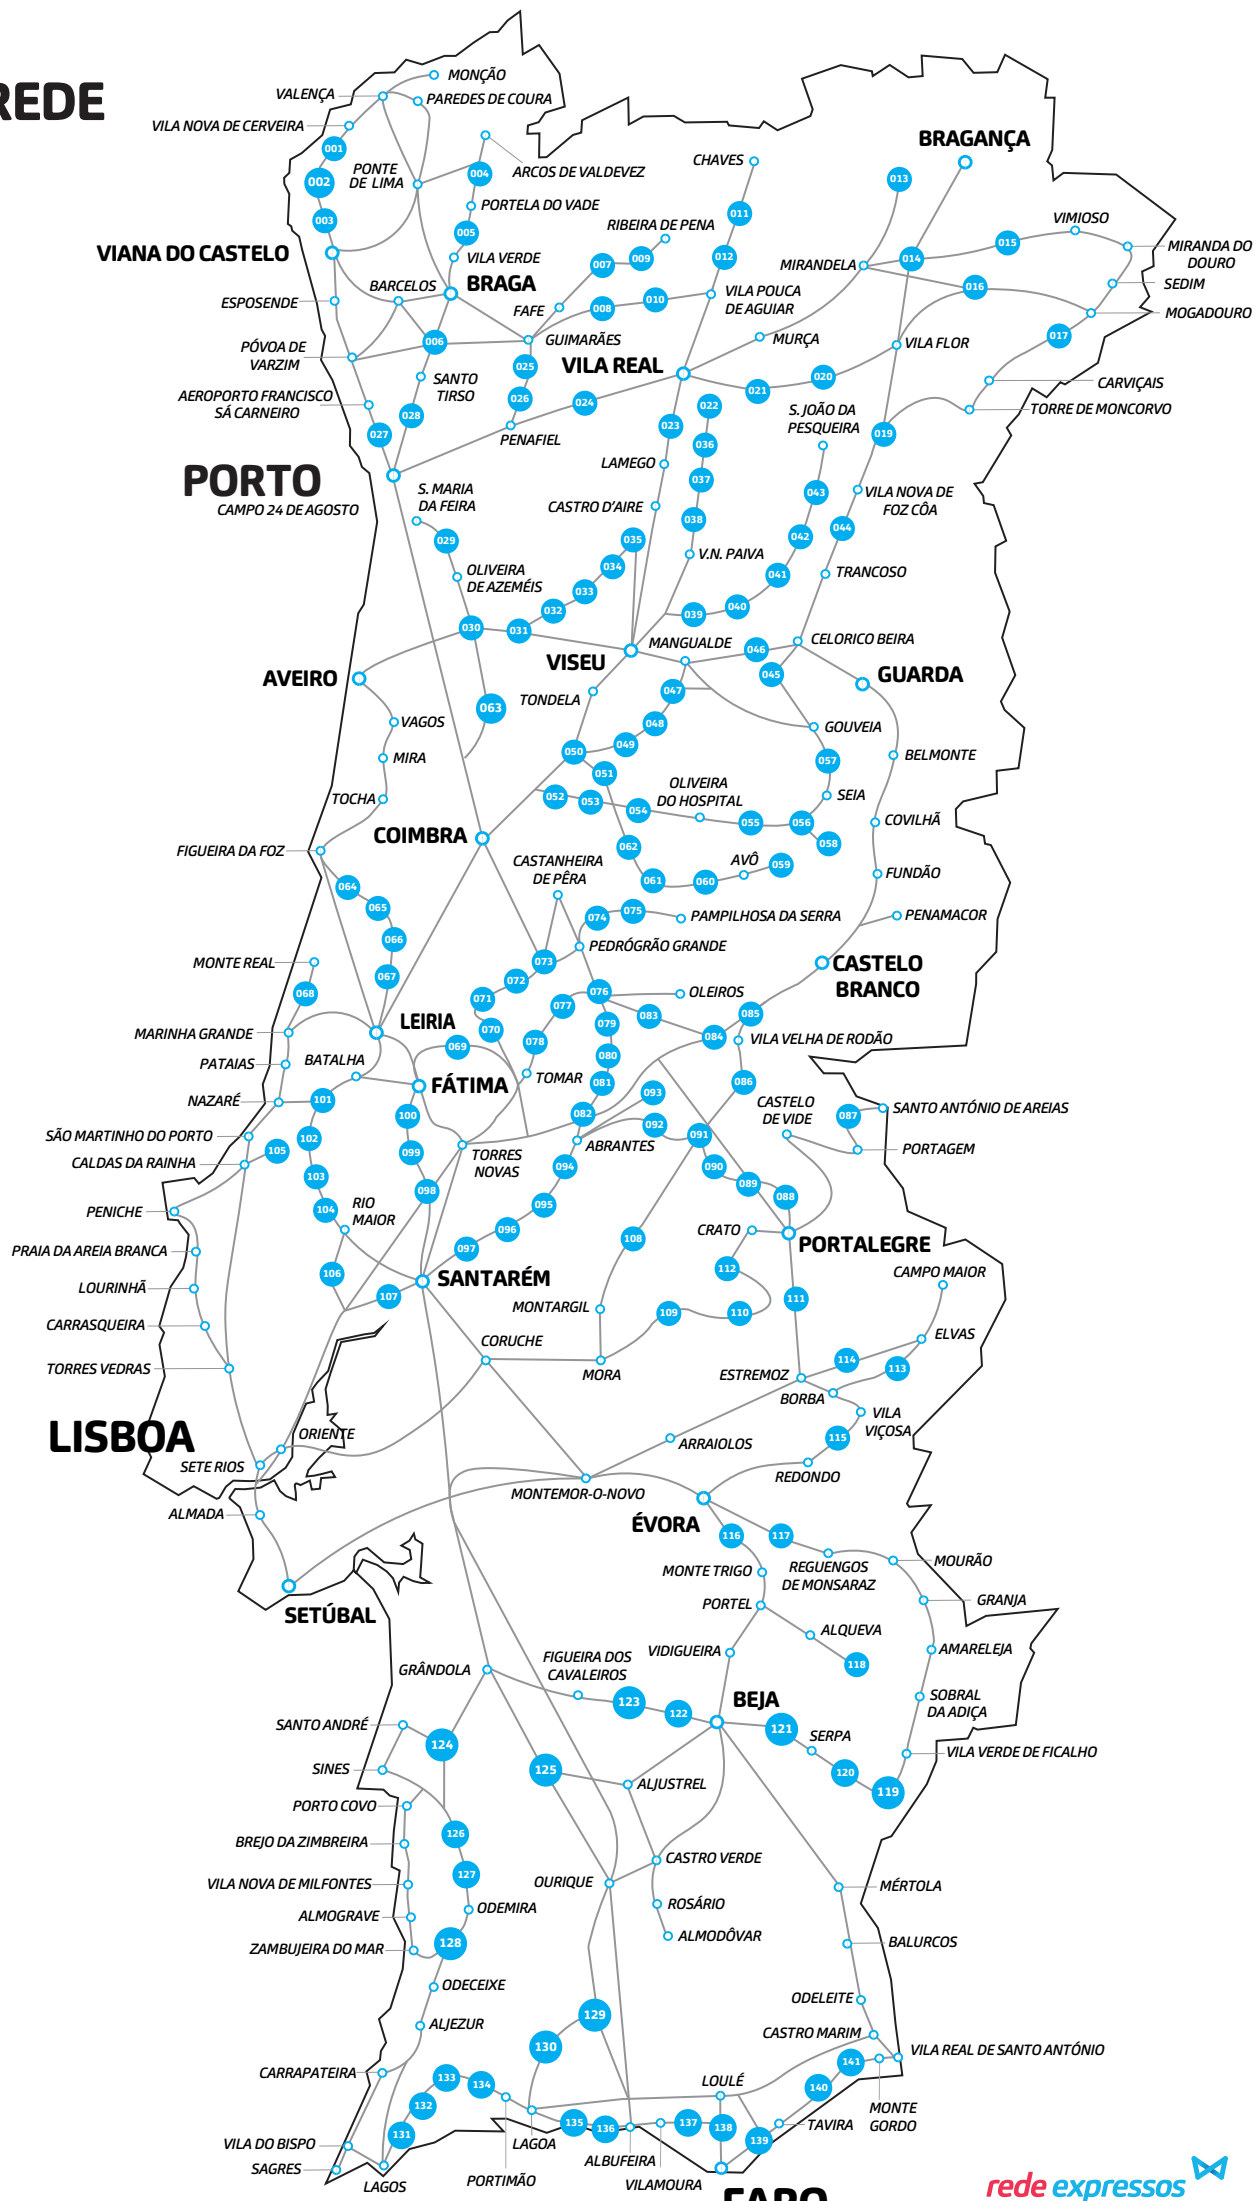 REDE
MONÇÃO
VALENÇA
PAREDES DE COURA
VILA NOVA DE CERVEIRA
001
002
003
PONTE
DE LIMA
004
ARCOS DE VALDEVEZ
PORTELA DO VADE
005
VILA VERDE
VIANA DO CASTELO
RIBEIRA DE PENA
007
009
CHAVES
011
012
BRAGANÇA
013
014
015
VIMIOSO
MIRANDA DO
DOURO
MIRANDELA
016
SEDIM
MOGADOURO
017
ESPOSENDE
BARCELOS
BRAGA
FAFE
008
010
VILA POUCA
DE AGUIAR
006
GUIMARÃES
MURÇA
VILA FLOR
PÓVOA DE
VARZIM
SANTO
TIRSO
025
VILA REAL
021
020
CARVIÇAIS
TORRE DE MONCORVO
AEROPORTO FRANCISCO
SÁ CARNEIRO
028
026
024
022
S. JOÃO DA
PESQUEIRA
027
PENAFIEL
023
036
019
PORTO
CAMPO 24 DE AGOSTO
S. MARIA
DA FEIRA
LAMEGO
037
CASTRO D'AIRE
043
VILA NOVA DE
FOZ CÔA
029
035
038
042
044
OLIVEIRA
DE AZEMÉIS
034
V.N. PAIVA
041
TRANCOSO
033
032
039
040
030
031
VISEU
MANGUALDE
046
CELORICO BEIRA
045
GUARDA
AVEIRO
TONDELA
047
063
VAGOS
048
GOUVEIA
MIRA
050
049
BELMONTE
051
057
TOCHA
052
053
054
OLIVEIRA
DO HOSPITAL
055
056
SEIA
058
COVILHÃ
COIMBRA
FIGUEIRA DA FOZ
062
CASTANHEIRA
DE PÊRA
061
060
AVÔ
059
FUNDÃO
064
065
066
067
074
075
PAMPILHOSA DA SERRA
PENAMACOR
PEDRÓGRÃO GRANDE
MONTE REAL
073
CASTELO
BRANCO
068
072
071
076
OLEIROS
077
083
085
MARINHA GRANDE
LEIRIA
070
079
078
084
VILA VELHA DE RODÃO
PATAIAS
BATALHA
069
080
FÁTIMA
TOMAR
081
086
NAZARÉ
101
100
082
093
CASTELO
DE VIDE
087
SANTO ANTÓNIO DE AREIAS
SÃO MARTINHO DO PORTO
102
092
091
PORTAGEM
105
CALDAS DA RAINHA
099
TORRES
NOVAS
ABRANTES
094
090
103
098
089
088
PENICHE
104
RIO
MAIOR
095
096
CRATO
PORTALEGRE
PRAIA DA AREIA BRANCA
097
108
112
LOURINHÃ
106
SANTARÉM
CAMPO MAIOR
107
MONTARGIL
109
110
111
CARRASQUEIRA
CORUCHE
ELVAS
TORRES VEDRAS
MORA
ESTREMOZ
114
113
BORBA
LISBOA
ORIENTE
ARRAIOLOS
VILA
VIÇOSA
115
SETE RIOS
REDONDO
ALMADA
MONTEMOR-O-NOVO
ÉVORA
116
117
REGUENGOS
DE MONSARAZ
MOURÃO
MONTE TRIGO
SETÚBAL
PORTEL
GRANJA
ALQUEVA
118
AMARELEJA
VIDIGUEIRA
GRÂNDOLA
FIGUEIRA DOS
CAVALEIROS
123
122
BEJA
SOBRAL
DA ADIÇA
SANTO ANDRÉ
124
121
SERPA
VILA VERDE DE FICALHO
SINES
125
ALJUSTREL
120
119
PORTO COVO
126
BREJO DA ZIMBREIRA
CASTRO VERDE
127
VILA NOVA DE MILFONTES
OURIQUE
MÉRTOLA
ROSÁRIO
ALMOGRAVE
ODEMIRA
ALMODÔVAR
ZAMBUJEIRA DO MAR
128
BALURCOS
ODECEIXE
ODELEITE
129
ALJEZUR
130
CASTRO MARIM
VILA REAL DE SANTO ANTÓNIO
CARRAPATEIRA
141
133
134
LOULÉ
140
MONTE
GORDO
132
135
136
137
138
TAVIRA
131
139
VILA DO BISPO
LAGOA
SAGRES
ALBUFEIRA
LAGOS
PORTIMÃO
VILAMOURA
FARO
rede expressos